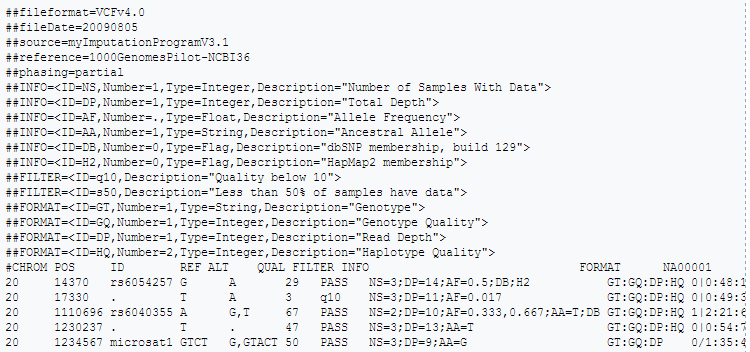 ##fileformat=VCFv4.0
##fileDate=20090805
##source=myImputationProgramV3.1
##reference=1000GenomesPilot-NCBI36
##phasing=partial
##INFO=<ID=NS,Number=1,Type=Integer,Description="Number of Samples With Data">
##INFO=<ID=DP,Number=1,Type=Integer,Description="Total Depth">
##INFO=<ID=AF,Number=.,Type=Float,Description="Allele Frequency">
##INFO=<ID=AA,Number=1,Type=String,Description="Ancestral Allele">
##INFO=<ID=DB,Number=0,Type=Flag,Description="dbSNP membership, build 129">
##INFO=<ID=H2,Number=0,Type=Flag,Description="HapMap2 membership">
##FILTER=<ID=q10,Description="Quality below 10">
##FILTER=<ID=s50,Description="Less than 50% of samples have data">
##FORMAT=<ID=GT,Number=1,Type=String,Description="Genotype">
##FORMAT=<ID=GQ,Number=1,Type=Integer,Description="Genotype Quality">
##FORMAT=<ID=DP,Number=1,Type=Integer,Description="Read Depth">
##FORMAT=<ID=HQ,Number=2,Type=Integer,Description="Haplotype Quality">
#CHROM POS ID REF ALT QUAL FILTER INFO FORMAT NA00001
20 14370 rs6054257 G A 29 PASS NS=3;DP=14;AF=0.5;DB;H2 GT:GQ:DP:HQ 0|0:48:1
20 17330 . T A 3 q10 NS=3;DP=11;AF=0.017 GT:GQ:DP:HQ 0|0:49:3
20 1110696 rs6040355 A G,T 67 PASS NS=2;DP=10;AF=0.333,0.667;AA=T;DB GT:GQ:DP:HQ 1|2:21:6
20 1230237 . T . 47 PASS NS=3;DP=13;AA=T GT:GQ:DP:HQ 0|0:54:7
20 1234567 microsat1 GTCT G,GTACT 50 PASS NS=3;DP=9;AA=G GT:GQ:DP 0/1:35:4